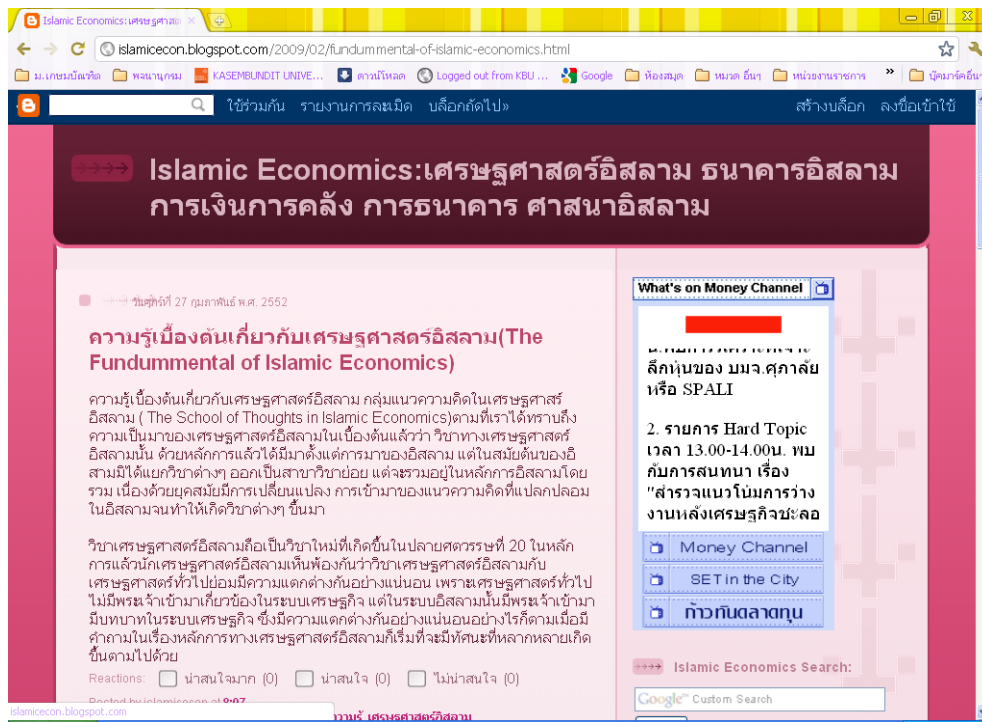 Islamic Economics:เศรษฐศาสต
islamicecon.blogspot.com/2009/02/fundummental-of-islamic-economics.html
ม.เกษมบัณฑิต พจนานุกรม KASEMBUNDIT UNIVE... ดาวน์โหลด Logged out from KBU ... Google ห้องสมุด หมวด อื่นๆ หน่วยงานราชการ » บุ๊คมาร์คอื่นๆ
ใช้ร่วมกัน รายงานการละเมิด บล็อกถัดไป» สร้างบล็อก ลงชื่อเข้าใช้
Islamic Economics:เศรษฐศาสตร์อิสลาม ธนาคารอิสลาม
การเงินการคลัง การธนาคาร ศาสนาอิสลาม
วันศุกร์ที่ 27 กุมภาพันธ์ พ.ศ. 2552
ความรู้เบื้องต้นเกี่ยวกับเศรษฐศาสตร์อิสลาม(The
Fundummental of Islamic Economics)
ความรู้เบื้องต้นเกี่ยวกับเศรษฐศาสตร์อิสลาม กลุ่มแนวความคิดในเศรษฐศาสร์
อิสลาม ( The School of Thoughts in Islamic Economics)ตามที่เราได้ทราบถึง
ความเป็นมาของเศรษฐศาสตร์อิสลามในเบื้องต้นแล้วว่า วิชาทางเศรษฐศาสตร์
อิสลามนั้น ด้วยหลักการแล้วได้มีมาตั้งแต่การมาของอิสลาม แต่ในสมัยต้นของอิ
สามมิได้แยกวิชาต่างๆ ออกเป็นสาขาวิชาย่อย แต่จะรวมอยู่ในหลักการอิสลามโดย
รวม เนื่องด้วยยุคสมัยมีการเปลี่ยนแปลง การเข้ามาของแนวความคิดที่แปลกปลอม
ในอิสลามจนทำให้เกิดวิชาต่างๆ ขึ้นมา
วิชาเศรษฐศาสตร์อิสลามถือเป็นวิชาใหม่ที่เกิดขึ้นในปลายศตวรรษที่ 20 ในหลัก
การแล้วนักเศรษฐศาสตร์อิสลามเห็นพ้องกันว่าวิชาเศรษฐศาสตร์อิสลามกับ
เศรษฐศาสตร์ทั่วไปย่อมมีความแตกต่างกันอย่างแน่นอน เพราะเศรษฐศาสตร์ทั่วไป
ไม่มีพระเจ้าเข้ามาเกี่ยวข้องในระบบเศรษฐกิจ แต่ในระบบอิสลามนั้นมีพระเจ้าเข้ามา
มีบทบาทในระบบเศรษฐกิจ ซึ่งมีความแตกต่างกันอย่างแน่นอนอย่างไรก็ตามเมื่อมี
คำถามในเรื่องหลักการทางเศรษฐศาสตร์อิสลามก็เริ่มที่จะมีทัศนะที่หลากหลายเกิด
ขึ้นตามไปด้วย
Reactions: น่าสนใจมาก (0) น่าสนใจ (0) ไม่น่าสนใจ (0)
Posted by islamicecon at 8:07
ความรู้ เศรษฐศาสตร์อิสลาม
islamicecon.blogspot.com
What's on Money Channel
ลึกหุ้นของ บมจ.ศุภาลัย
หรือ SPALI
2. รายการ Hard Topic
เวลา 13.00-14.00น. พบ
กับการสนทนา เรื่อง
"สำรวจแนวโน้มการว่าง
งานหลังเศรษฐกิจชะลอ
Money Channel
SET in the City
ก้าวทันตลาดทุน
Islamic Economics Search:
Google™ Custom Search